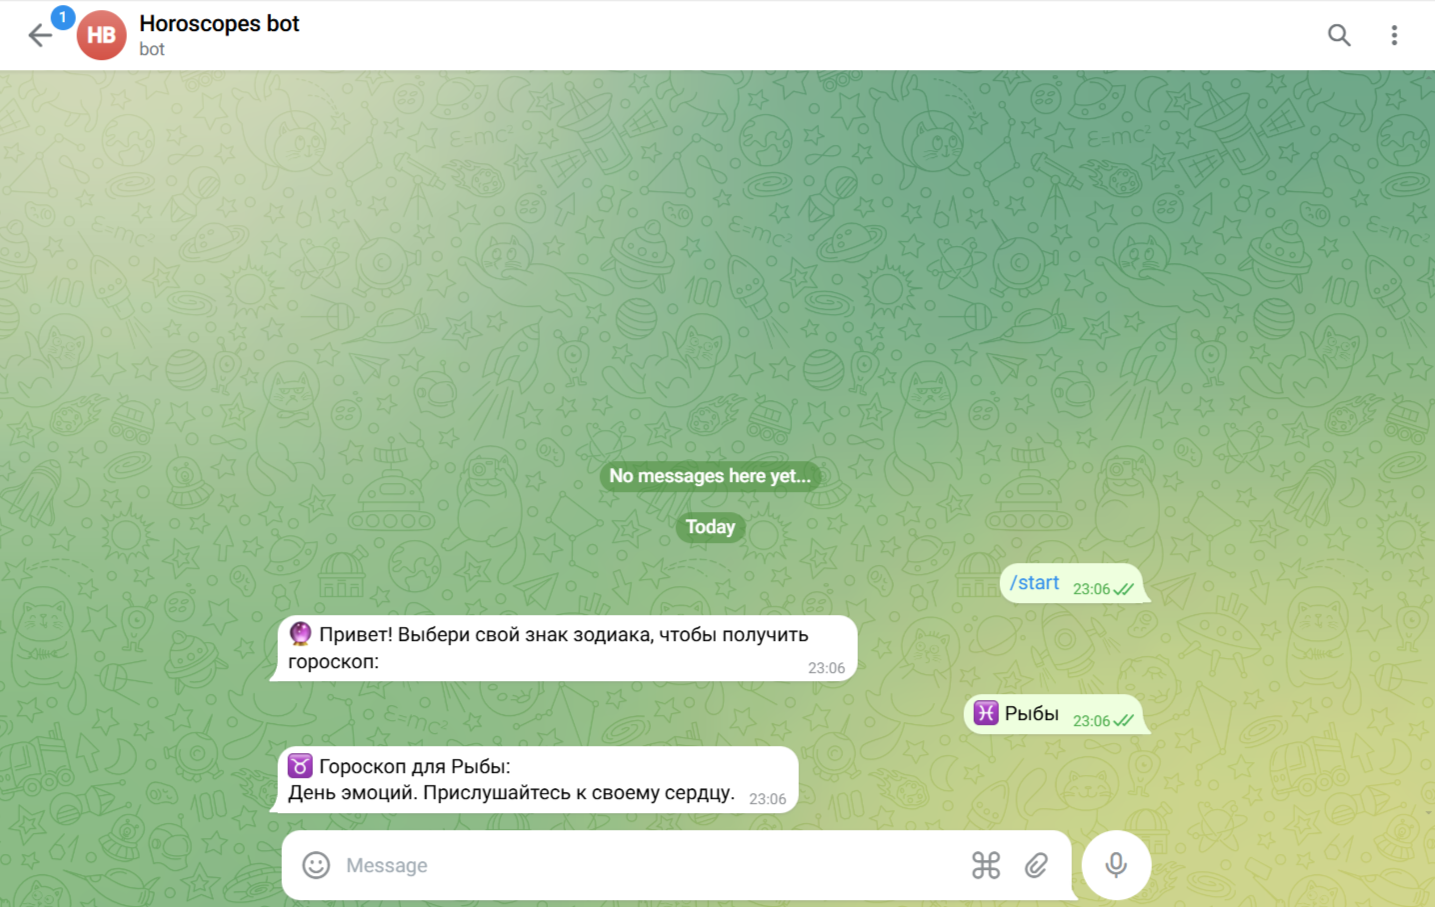 1
HB
Horoscopes bot
bot
No messages here yet...
Today
/start 23:06
🔮 Привет! Выбери свой знак зодиака, чтобы получить
гороскоп: 23:06
♓ Рыбы 23:06
♉ Гороскоп для Рыбы:
День эмоций. Прислушайтесь к своему сердцу. 23:06
Message